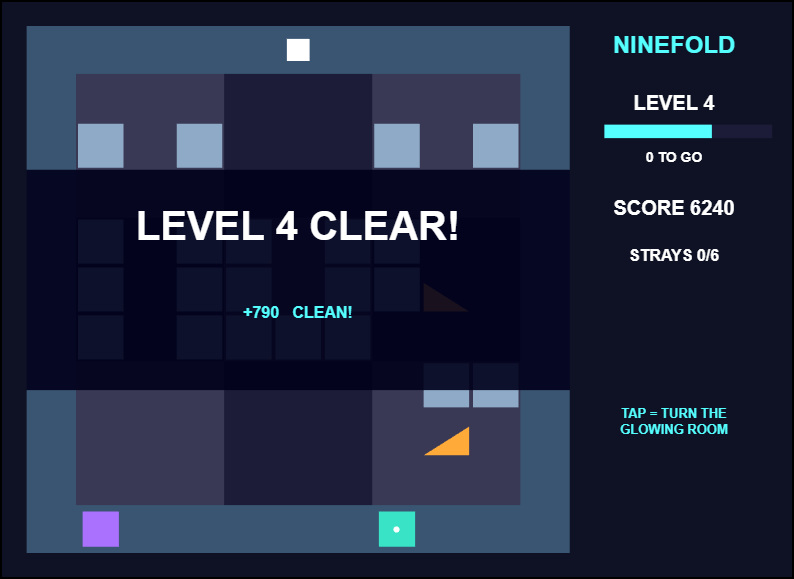 NINEFOLD
LEVEL 4
0 TO GO
SCORE 6240
STRAYS 0/6
LEVEL 4 CLEAR!
+790 CLEAN!
TAP = TURN THE
GLOWING ROOM